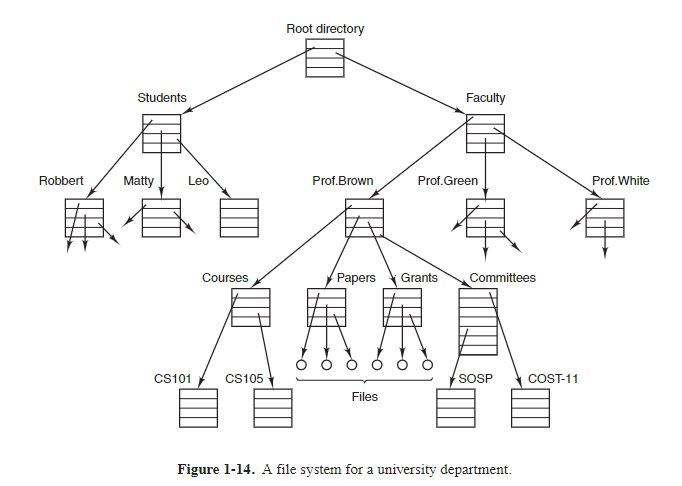 Root directory
Students Faculty
Robbert Matty Leo Prof.Brown Prof.Green Prof.White
Courses Papers Grants Committees
CS101 CS105 SOSP COST-11
Files
Figure 1-14. A file system for a university department.